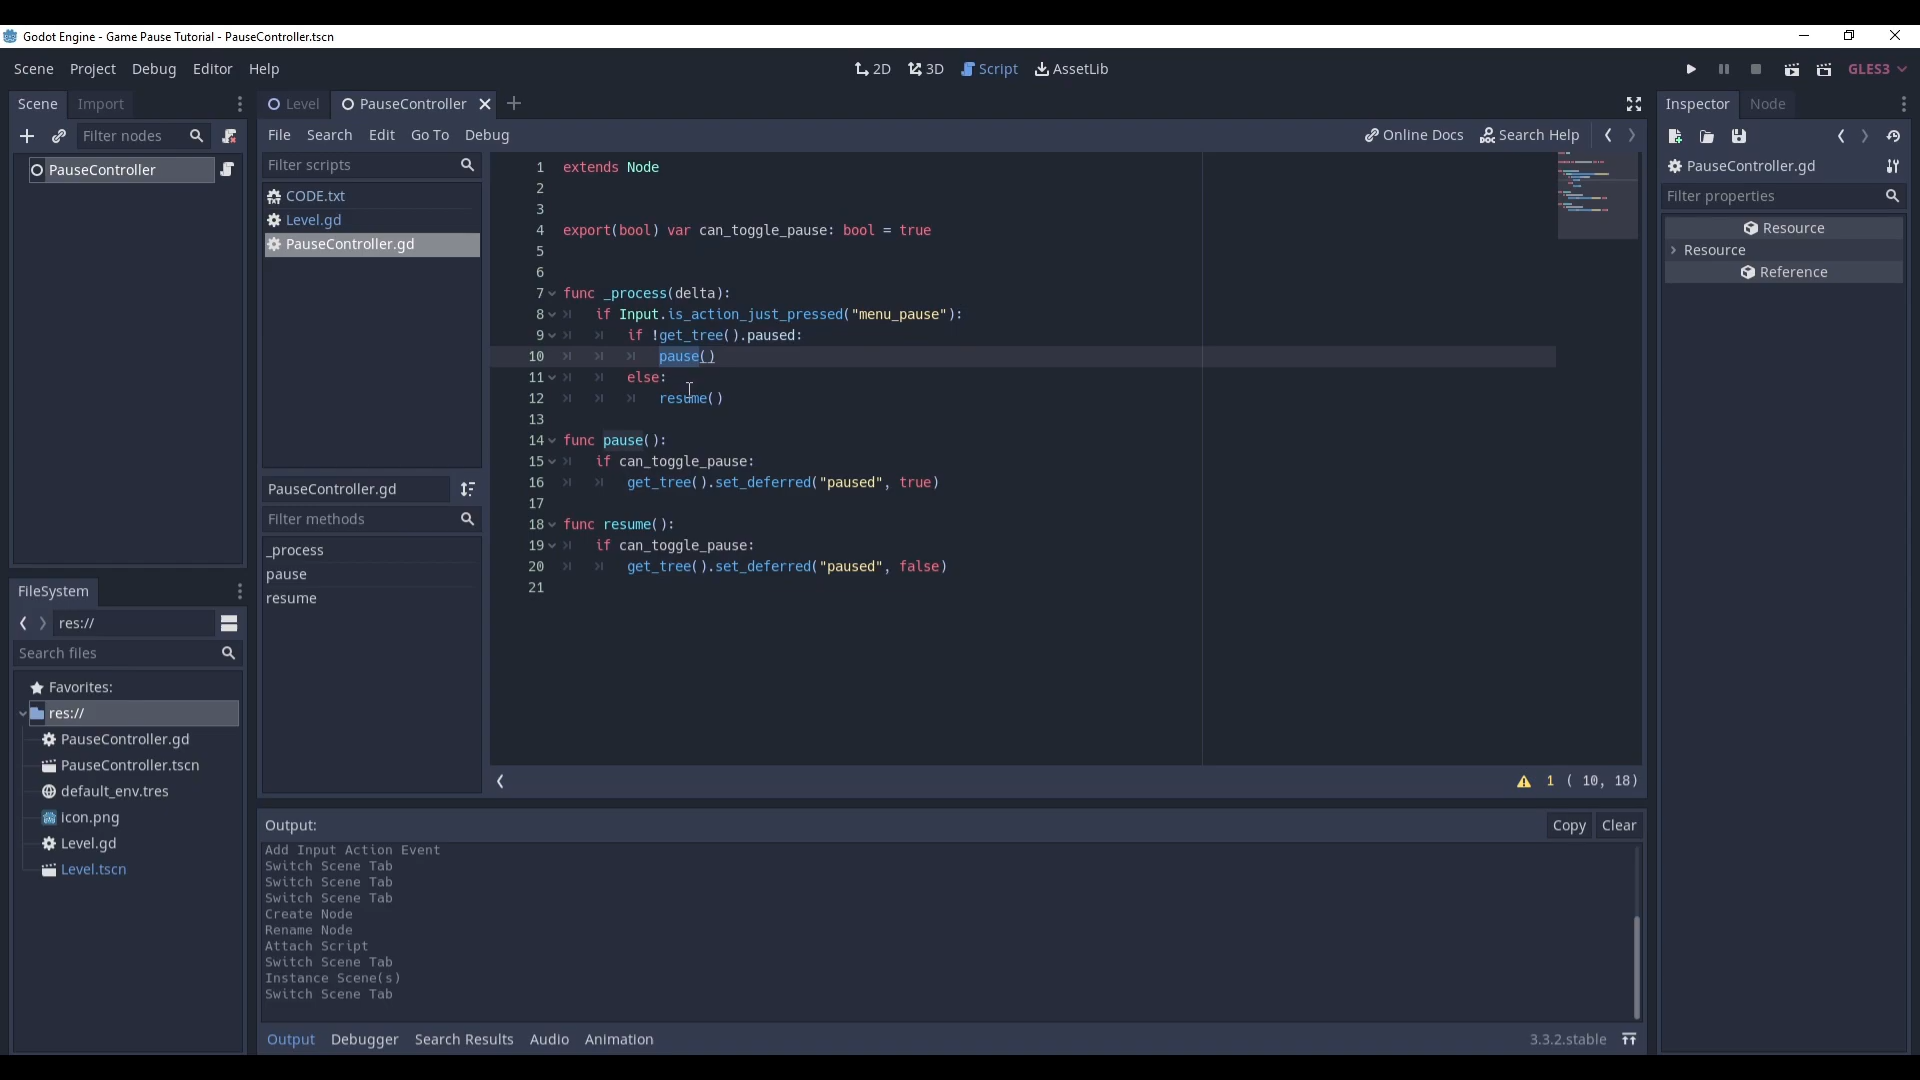 Godot Engine - Game Pause Tutorial - PauseController.tscn
Scene Project Debug Editor Help
2D 3D Script AssetLib
GLES3
Scene Import
Filter nodes
PauseController
Level PauseController
File Search Edit Go To Debug
Online Docs Search Help
Filter scripts
CODE.txt
Level.gd
PauseController.gd
PauseController.gd
Filter methods
_process
pause
resume
1 extends Node
2
3
4 export(bool) var can_toggle_pause: bool = true
5
6
7 func _process(delta):
8 if Input.is_action_just_pressed("menu_pause"):
9 if !get_tree().paused:
10 pause()
11 else:
12 resume()
13
14 func pause():
15 if can_toggle_pause:
16 get_tree().set_deferred("paused", true)
17
18 func resume():
19 if can_toggle_pause:
20 get_tree().set_deferred("paused", false)
21
1 ( 10, 18)
FileSystem
res://
Search files
Favorites:
res://
PauseController.gd
PauseController.tscn
default_env.tres
icon.png
Level.gd
Level.tscn
Output:
Copy Clear
Add Input Action Event
Switch Scene Tab
Switch Scene Tab
Switch Scene Tab
Create Node
Rename Node
Attach Script
Switch Scene Tab
Instance Scene(s)
Switch Scene Tab
Output Debugger Search Results Audio Animation
3.3.2.stable
Inspector Node
PauseController.gd
Filter properties
Resource
Resource
Reference